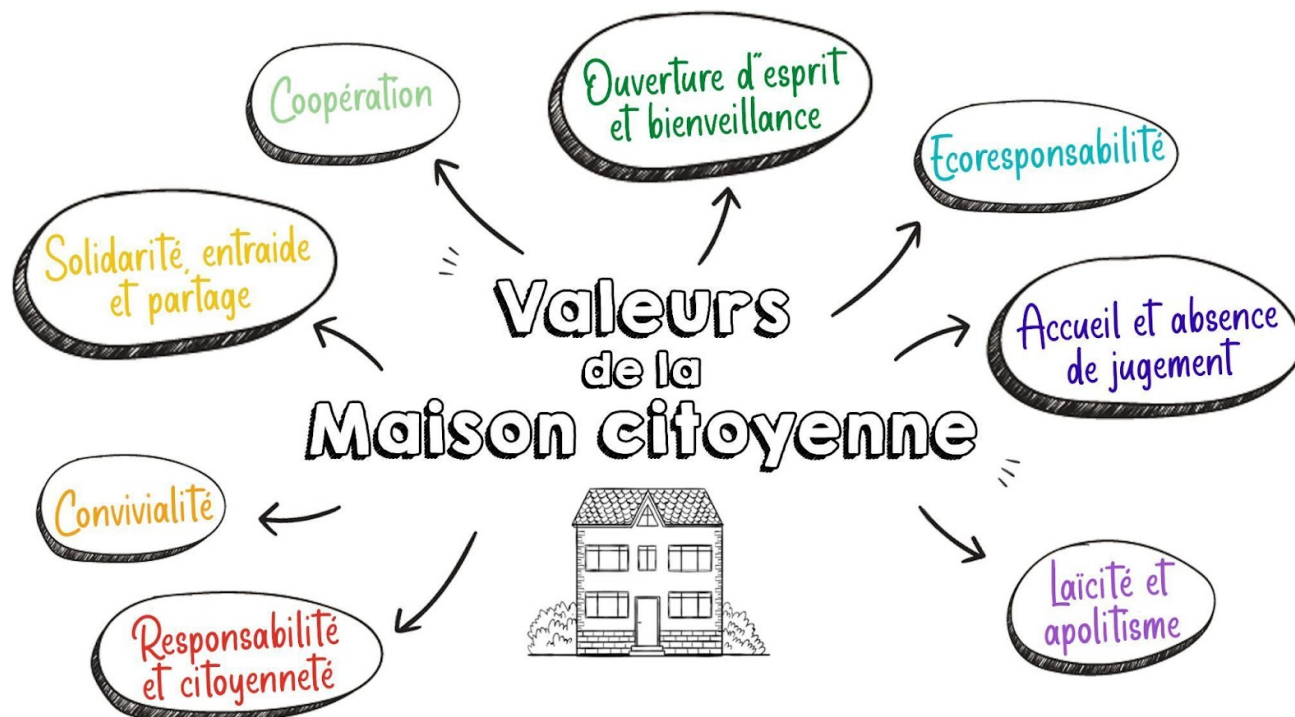 Coopération
Ouverture d"esprit
et bienveillance
Ecoresponsabilité
Solidarité, entraide
et partage
Valeurs
de la
Maison citoyenne
Accueil et absence
de jugement
Convivialité
Laïcité et
apolitisme
Responsabilité
et citoyenneté